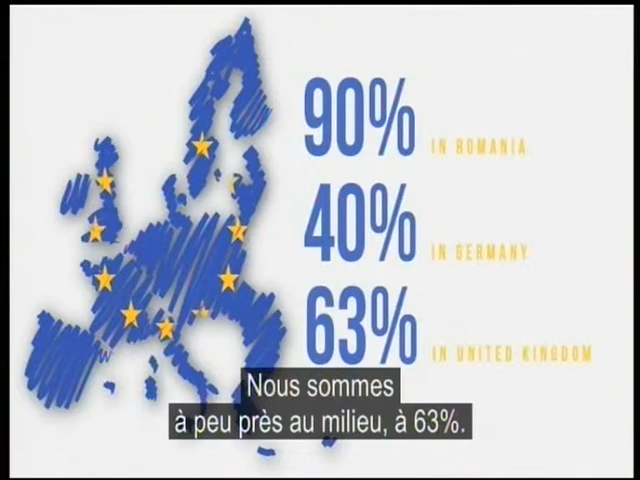 90% IN ROMANIA
40% IN GERMANY
63% IN UNITED KINGDOM
Nous sommes
à peu près au milieu, à 63%.